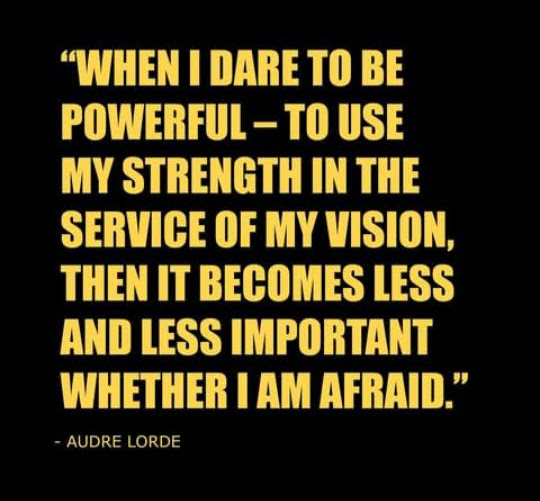 “WHEN I DARE TO BE
POWERFUL – TO USE
MY STRENGTH IN THE
SERVICE OF MY VISION,
THEN IT BECOMES LESS
AND LESS IMPORTANT
WHETHER I AM AFRAID.”
- AUDRE LORDE